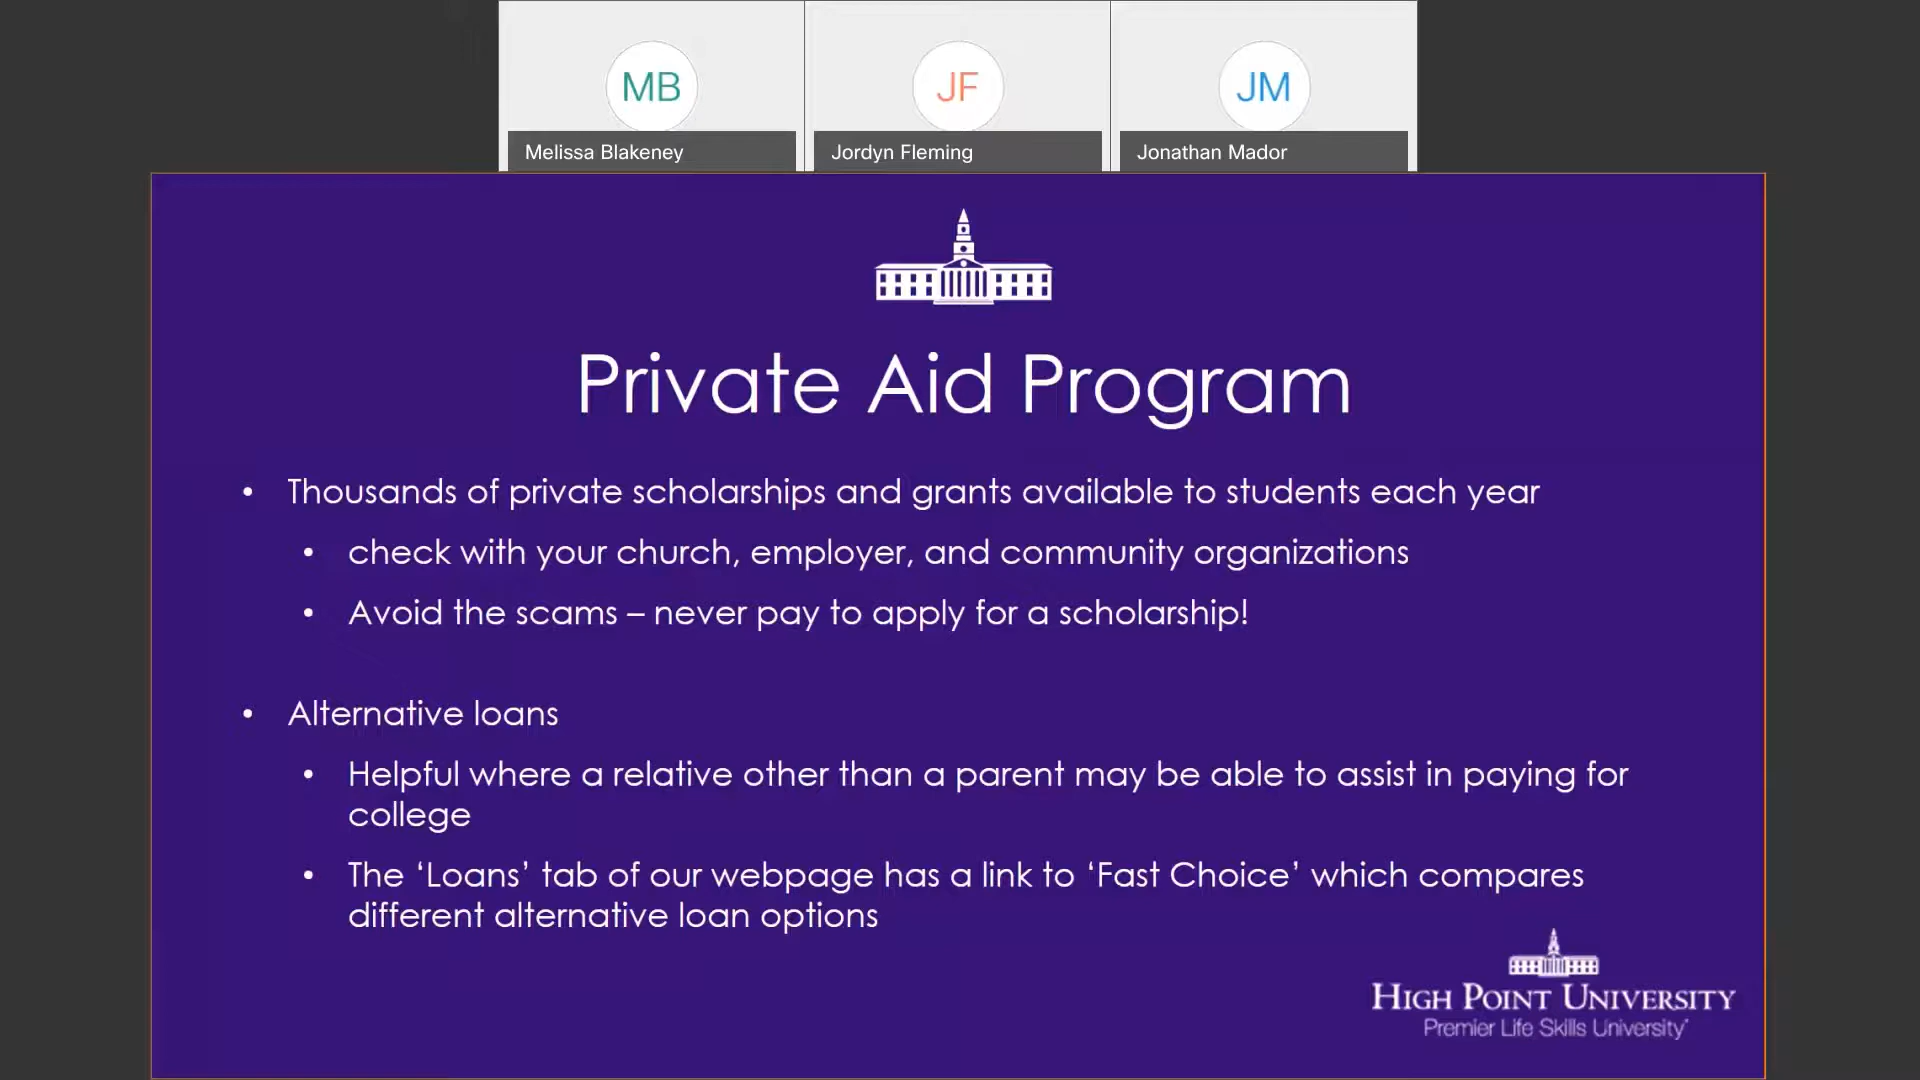 MB
JF
JM
Melissa Blakeney
Jordyn Fleming
Jonathan Mador
Private Aid Program
• Thousands of private scholarships and grants available to students each year
• check with your church, employer, and community organizations
• Avoid the scams – never pay to apply for a scholarship!
• Alternative loans
• Helpful where a relative other than a parent may be able to assist in paying for
college
• The ‘Loans’ tab of our webpage has a link to ‘Fast Choice’ which compares
different alternative loan options
HIGH POINT UNIVERSITY
Premier Life Skills University